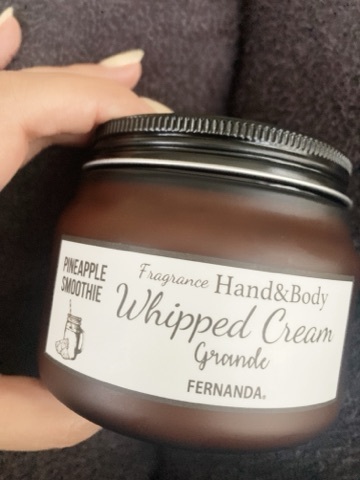 PINEAPPLE
SMOOTHIE
Fragrance Hand&Body
Whipped Cream
Grande
FERNANDA®